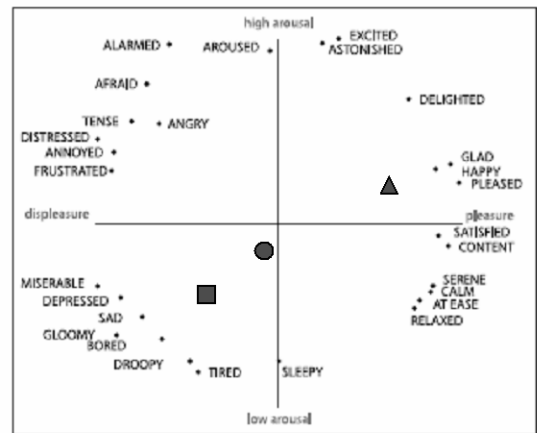 high arousal
EXCITED
ALARMED
AROUSED
ASTONISHED
AFRAID
DELIGHTED
TENSE
ANGRY
DISTRESSED
ANNOYED
GLAD
FRUSTRATED
HAPPY
PLEASED
displeasure
pleasure
SATISFIED
CONTENT
MISERABLE
SERENE
DEPRESSED
CALM
AT EASE
SAD
RELAXED
GLOOMY
BORED
DROOPY
TIRED
SLEEPY
low arousal